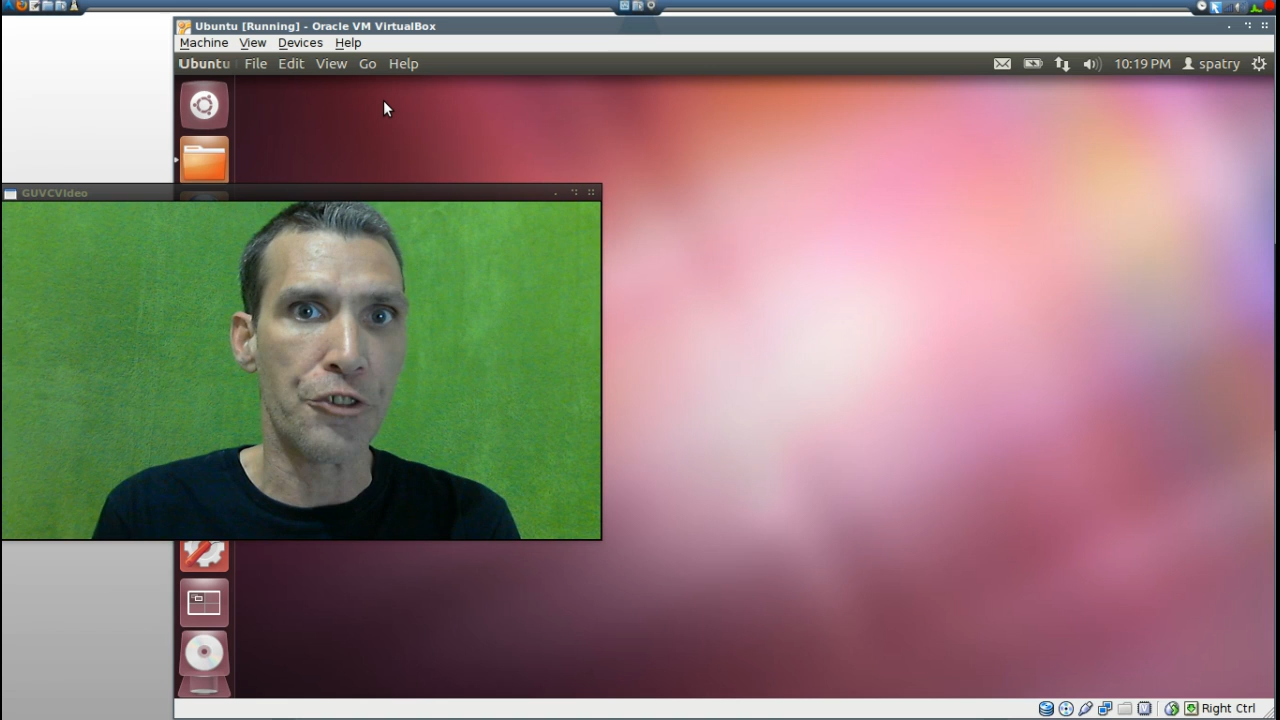 Ubuntu [Running] - Oracle VM VirtualBox
Machine View Devices Help
Ubuntu File Edit View Go Help 10:19 PM spatry
GUVCVIdeo
Right Ctrl